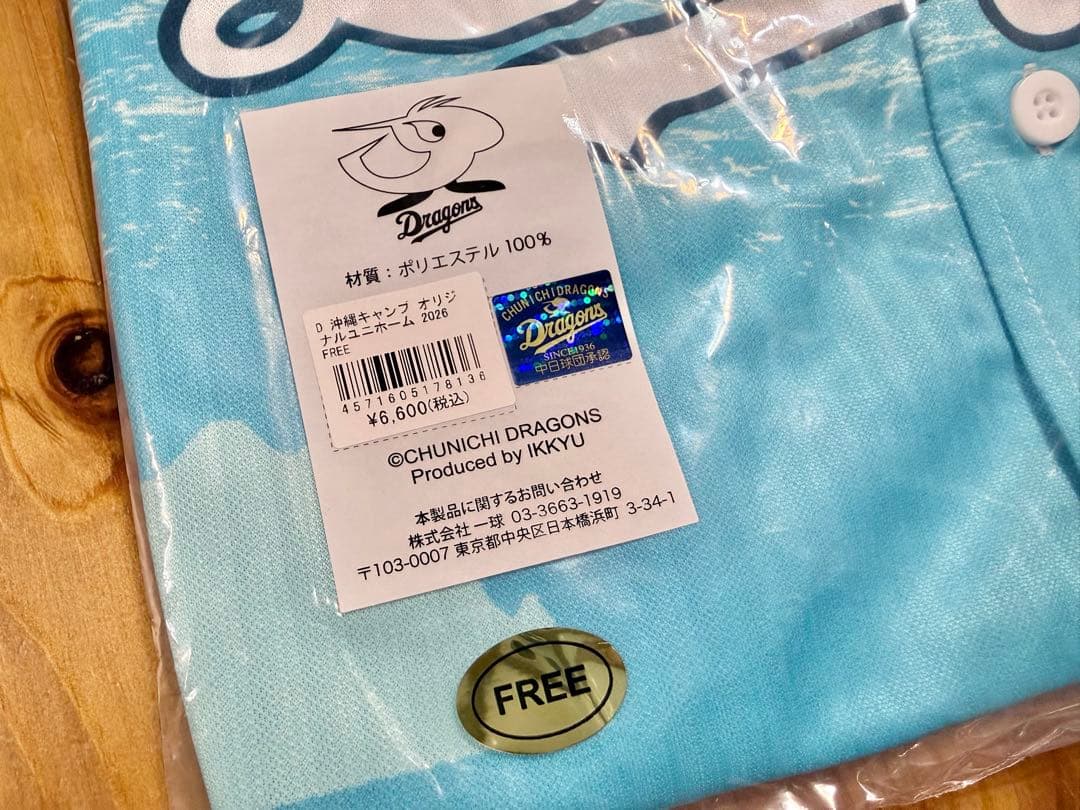 Dragons
材質：ポリエステル 100%
D 沖縄キャンプ オリジ
ナルユニホーム 2026
FREE
4571605178136
¥6,600(税込)
CHUNICHI DRAGONS
Dragons
SINCE 1936
中日球団承認
©CHUNICHI DRAGONS
Produced by IKKYU
本製品に関するお問い合わせ
株式会社 一球 03-3663-1919
〒103-0007 東京都中央区日本橋浜町 3-34-1
FREE